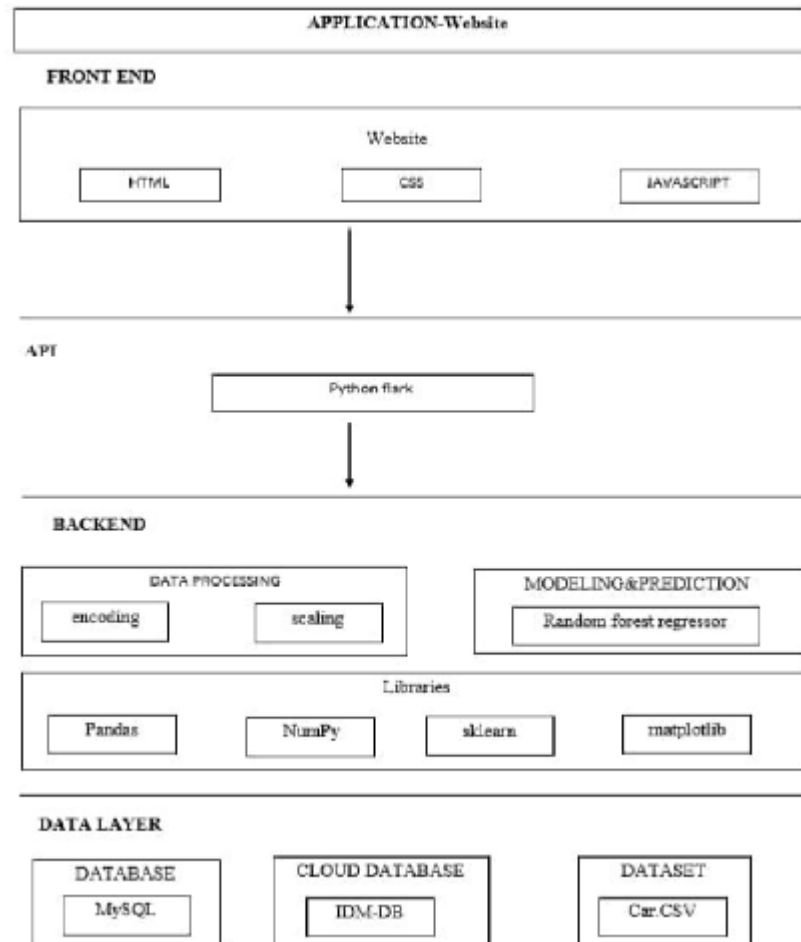 APPLICATION-Website
FRONT END
Website
HTML CSS JAVASCRIPT
API
Python flark
BACKEND
DATA PROCESSING MODELING&PREDICTION
encoding scaling Random forest regressor
Libraries
Pandas NumPy sklearn matplotlib
DATA LAYER
DATABASE CLOUD DATABASE DATASET
MySQL IDM-DB Car.CSV